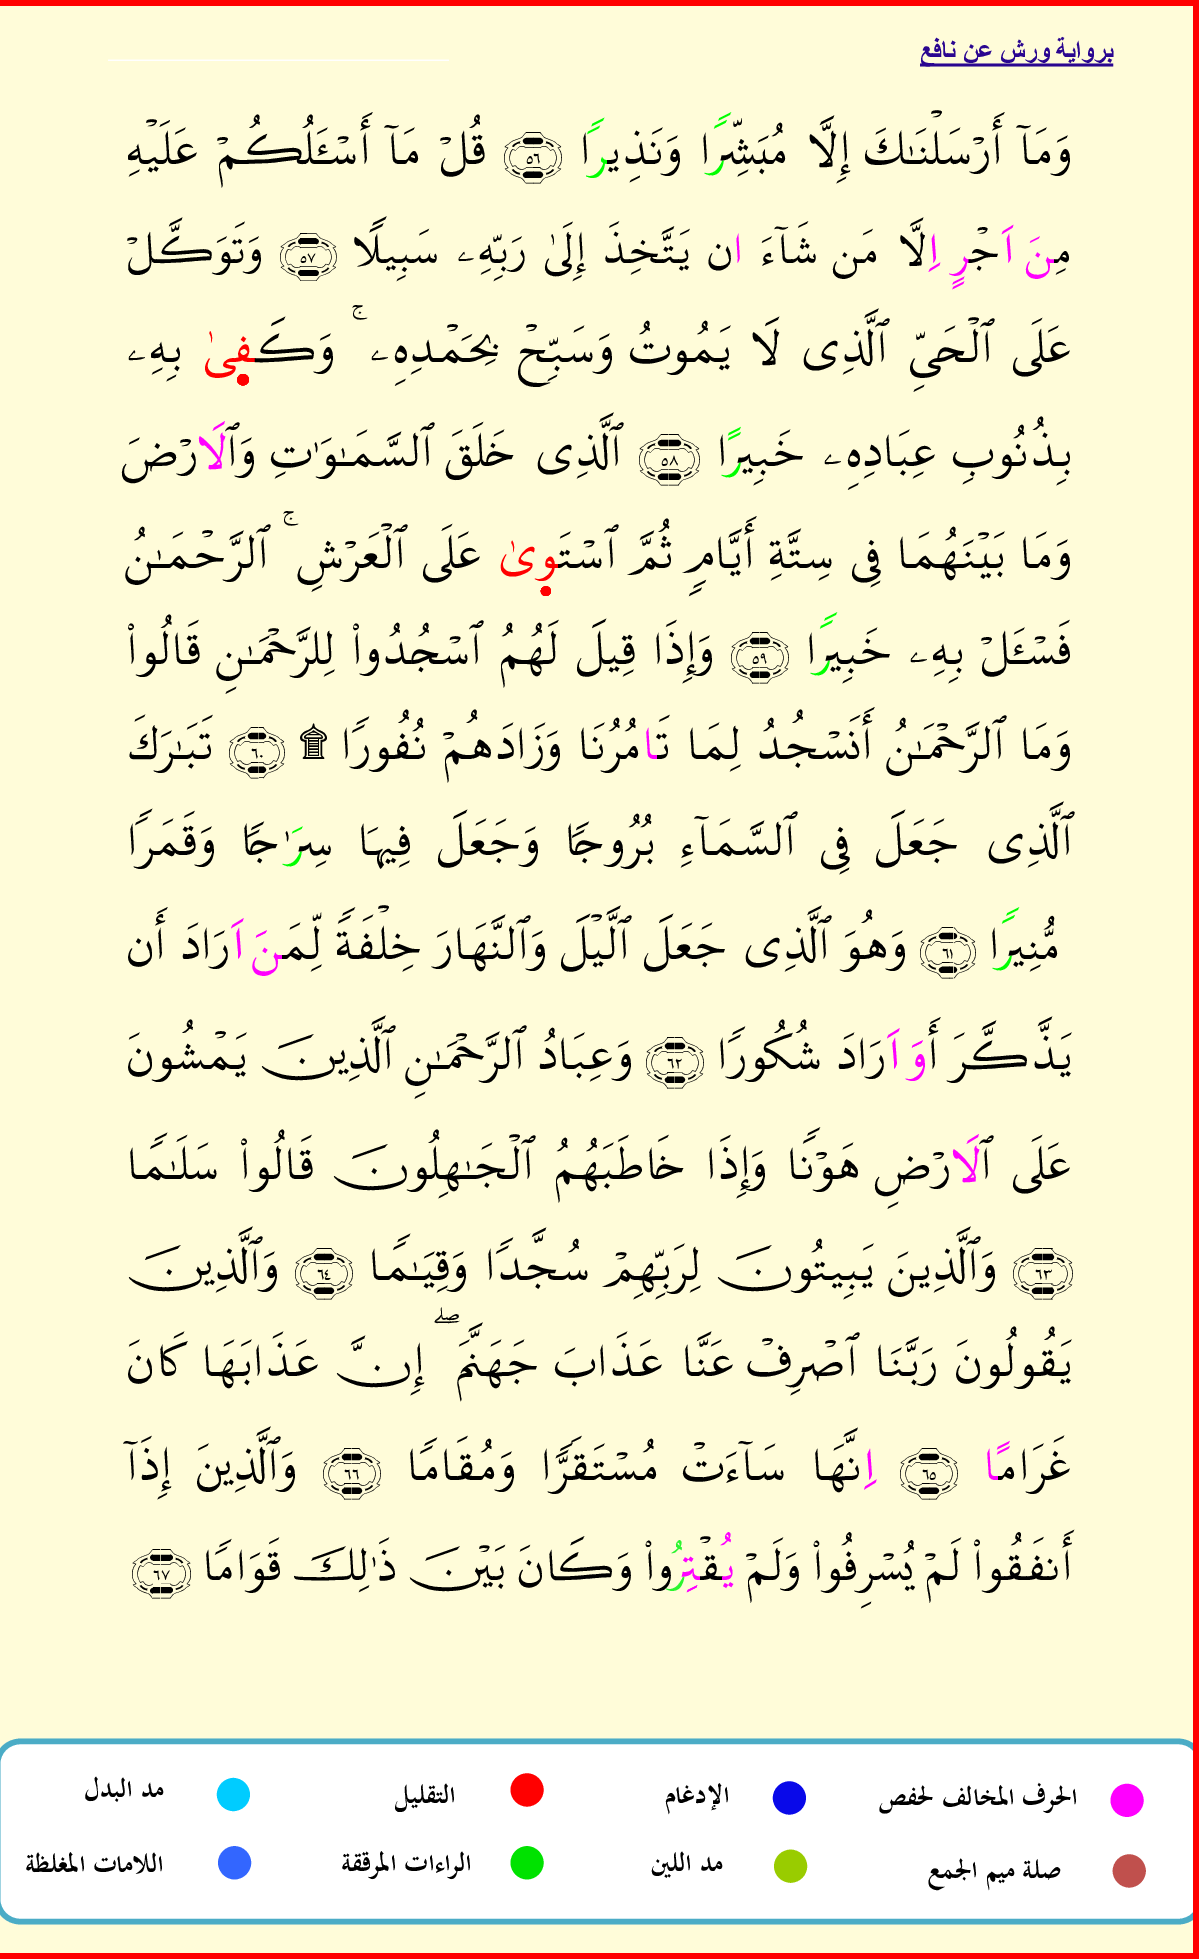 برواية ورش عن نافع
وَمَآ أَرْسَلْنَٰكَ إِلَّا مُبَشِّرًا وَنَذِيرًا ٥٦ قُلْ مَآ أَسْـَٔلُكُمْ عَلَيْهِ
مِنَ اَجْرٍ اِلَّا مَن شَآءَ ان يَتَّخِذَ إِلَىٰ رَبِّهِۦ سَبِيلًا ٥٧ وَتَوَكَّلْ
عَلَى ٱلْحَيِّ ٱلَّذِى لَا يَمُوتُ وَسَبِّحْ بِحَمْدِهِۦ ۚ وَكَفِىٰ بِهِۦ
بِذُنُوبِ عِبَادِهِۦ خَبِيرًا ٥٨ ٱلَّذِى خَلَقَ ٱلسَّمَٰوَٰتِ وَٱلَارْضَ
وَمَا بَيْنَهُمَا فِى سِتَّةِ أَيَّامٍ ثُمَّ ٱسْتَوِىٰ عَلَى ٱلْعَرْشِ ۚ ٱلرَّحْمَٰنُ
فَسْـَٔلْ بِهِۦ خَبِيرًا ٥٩ وَإِذَا قِيلَ لَهُمُ ٱسْجُدُوا۟ لِلرَّحْمَٰنِ قَالُوا۟
وَمَا ٱلرَّحْمَٰنُ أَنَسْجُدُ لِمَا تَامُرُنَا وَزَادَهُمْ نُفُورًا ۩ ٦٠ تَبَٰرَكَ
ٱلَّذِى جَعَلَ فِى ٱلسَّمَآءِ بُرُوجًا وَجَعَلَ فِيهَا سِرَٰجًا وَقَمَرًا
مُّنِيرًا ٦١ وَهُوَ ٱلَّذِى جَعَلَ ٱلَّيْلَ وَٱلنَّهَارَ خِلْفَةً لِّمَنَ اَرَادَ أَن
يَذَّكَّرَ أَوَ اَرَادَ شُكُورًا ٦٢ وَعِبَادُ ٱلرَّحْمَٰنِ ٱلَّذِينَ يَمْشُونَ
عَلَى ٱلَارْضِ هَوْنًا وَإِذَا خَاطَبَهُمُ ٱلْجَٰهِلُونَ قَالُوا۟ سَلَٰمًا
٦٣ وَٱلَّذِينَ يَبِيتُونَ لِرَبِّهِمْ سُجَّدًا وَقِيَٰمًا ٦٤ وَٱلَّذِينَ
يَقُولُونَ رَبَّنَا ٱصْرِفْ عَنَّا عَذَابَ جَهَنَّمَ ۖ إِنَّ عَذَابَهَا كَانَ
غَرَامًا ٦٥ اِنَّهَا سَآءَتْ مُسْتَقَرًّا وَمُقَامًا ٦٦ وَٱلَّذِينَ إِذَآ
أَنفَقُوا۟ لَمْ يُسْرِفُوا۟ وَلَمْ يُقْتِرُوا۟ وَكَانَ بَيْنَ ذَٰلِكَ قَوَامًا ٦٧
الحرف المخالف لحفص الإدغام التقليل مد البدل
صلة ميم الجمع مد اللين الراءات المرققة اللامات المغلظة